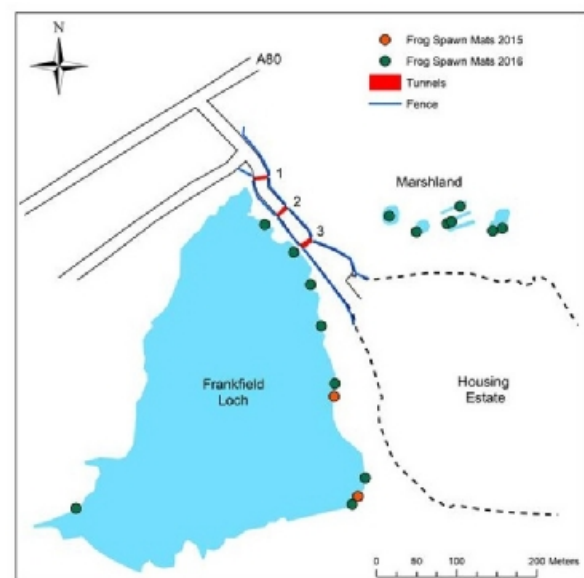 N
A80
Frog Spawn Mats 2015
Frog Spawn Mats 2016
Tunnels
Fence
1
2
3
Marshland
Frankfield
Loch
Housing
Estate
0 50 100 200 Meters